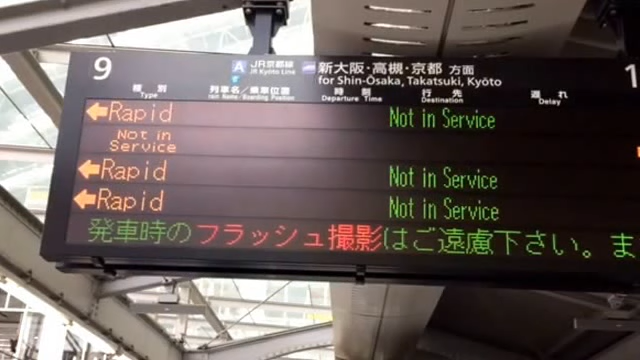 9 A JR京都線 JR Kyōto Line 新大阪・高槻・京都 方面 for Shin-Ōsaka, Takatsuki, Kyōto 1
種別 列車名/乗車位置 時刻 行先 遅れ
Type Train Name/Boarding Position Departure Time Destination Delay
←Rapid Not in Service
Not in Service
←Rapid Not in Service
←Rapid Not in Service
発車時のフラッシュ撮影はご遠慮下さい。ま